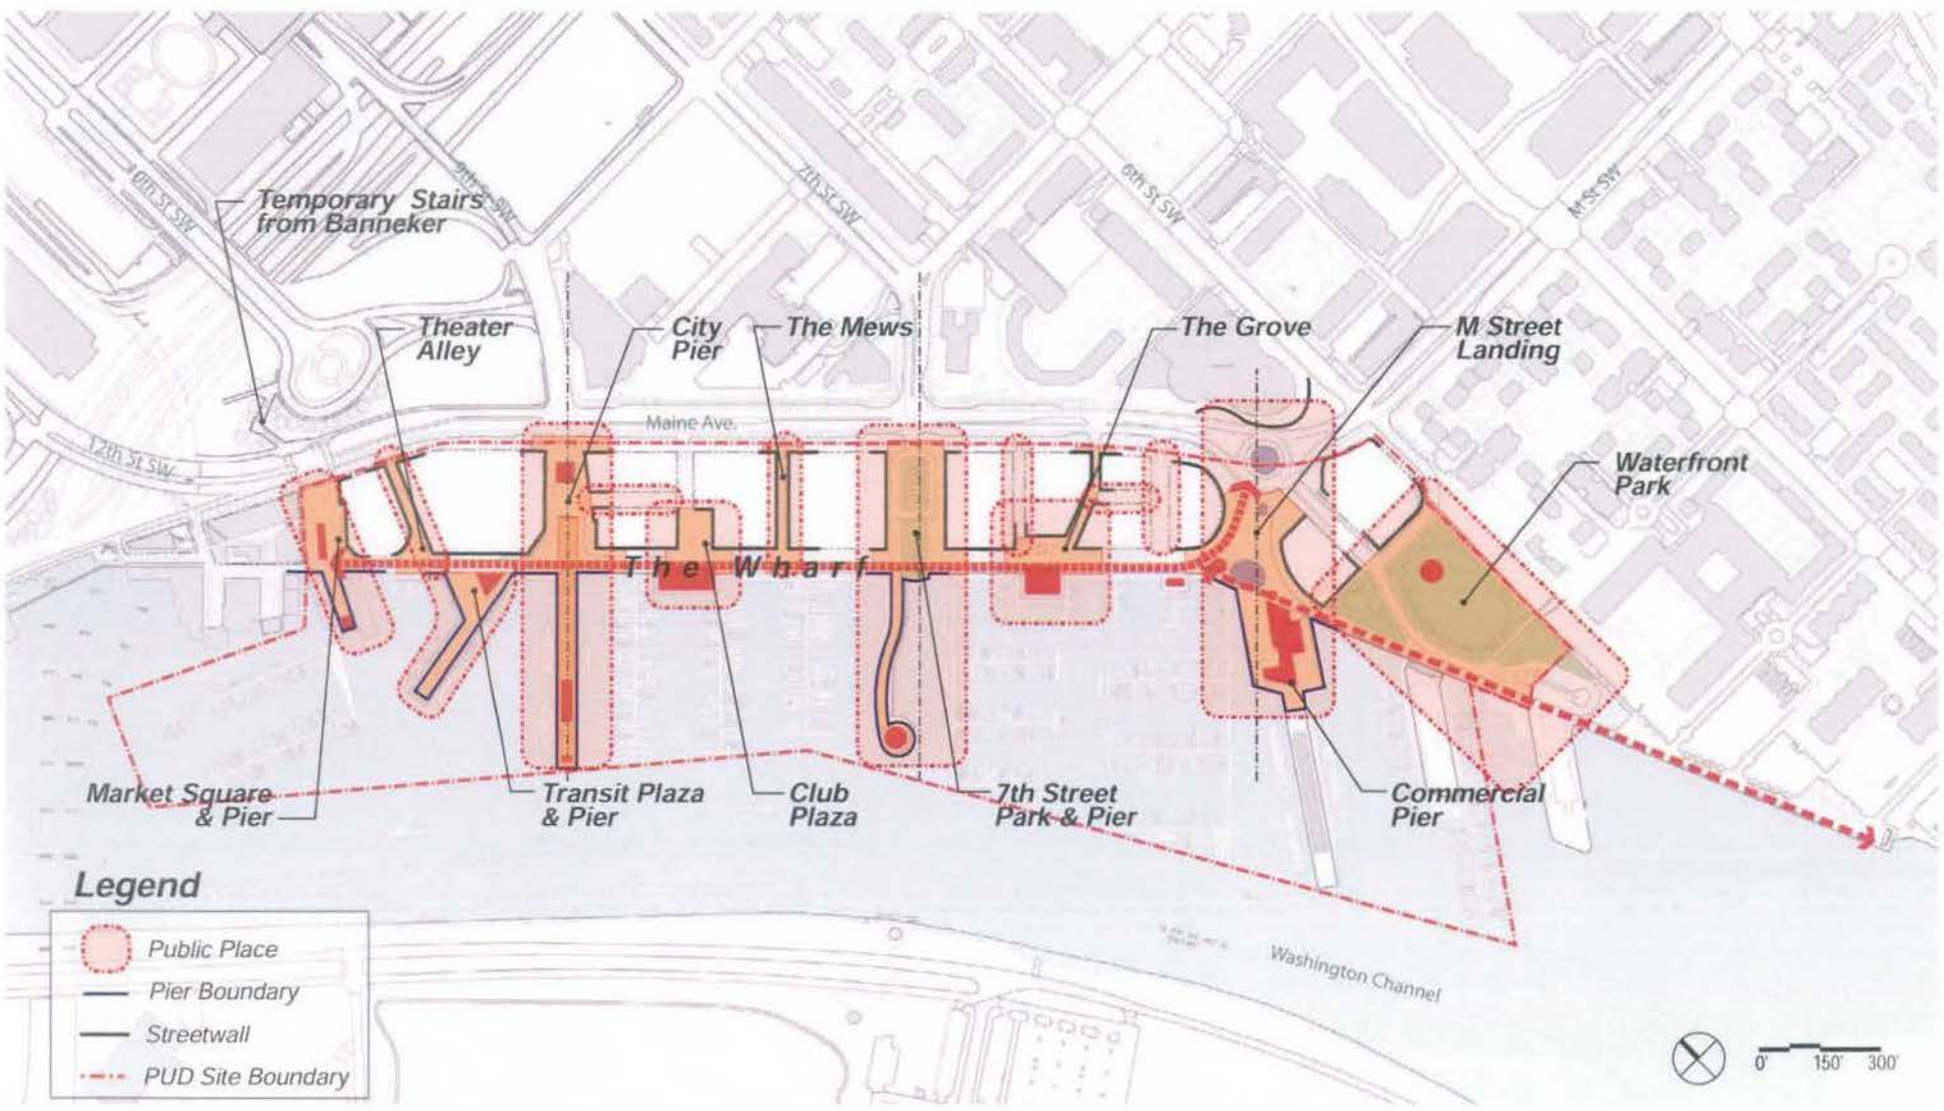 10th St SW
9th St SW
7th St SW
6th St SW
M St SW
Temporary Stairs
from Banneker
Theater
Alley
City
Pier
The Mews
The Grove
M Street
Landing
Maine Ave.
12th St SW
Waterfront
Park
The Wharf
Market Square
& Pier
Transit Plaza
& Pier
Club
Plaza
7th Street
Park & Pier
Commercial
Pier
Washington Channel
Legend
Public Place
Pier Boundary
Streetwall
PUD Site Boundary
0' 150' 300'